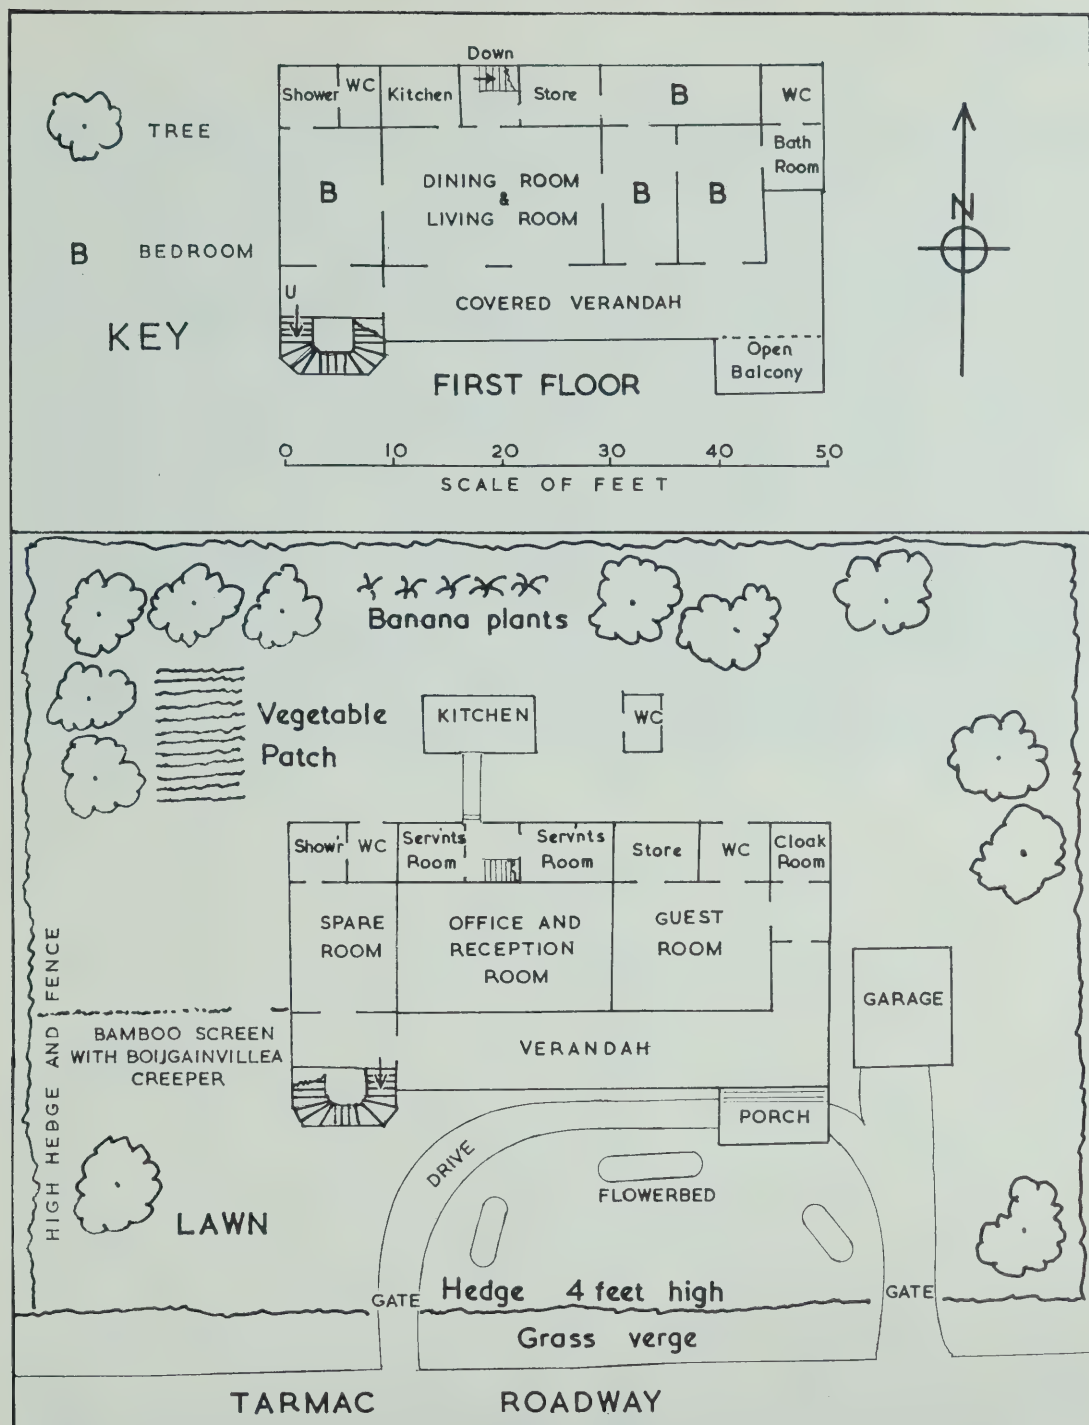 Down
Shower WC Kitchen Store B WC
TREE
Bath
Room
DINING ROOM
&
LIVING ROOM
B B B
N
B BEDROOM
U
COVERED VERANDAH
KEY
Open
Balcony
FIRST FLOOR
0 10 20 30 40 50
SCALE OF FEET
Banana plants
Vegetable
Patch
KITCHEN
WC
Show'r WC Serv'nts
Room
Servnts
Room
Store WC Cloak
Room
SPARE
ROOM
OFFICE AND
RECEPTION
ROOM
GUEST
ROOM
GARAGE
HIGH HEDGE AND FENCE
BAMBOO SCREEN
WITH BOIJGAINVILLEA
CREEPER
VERANDAH
PORCH
DRIVE
FLOWERBED
LAWN
GATE Hedge 4 feet high GATE
Grass verge
TARMAC ROADWAY